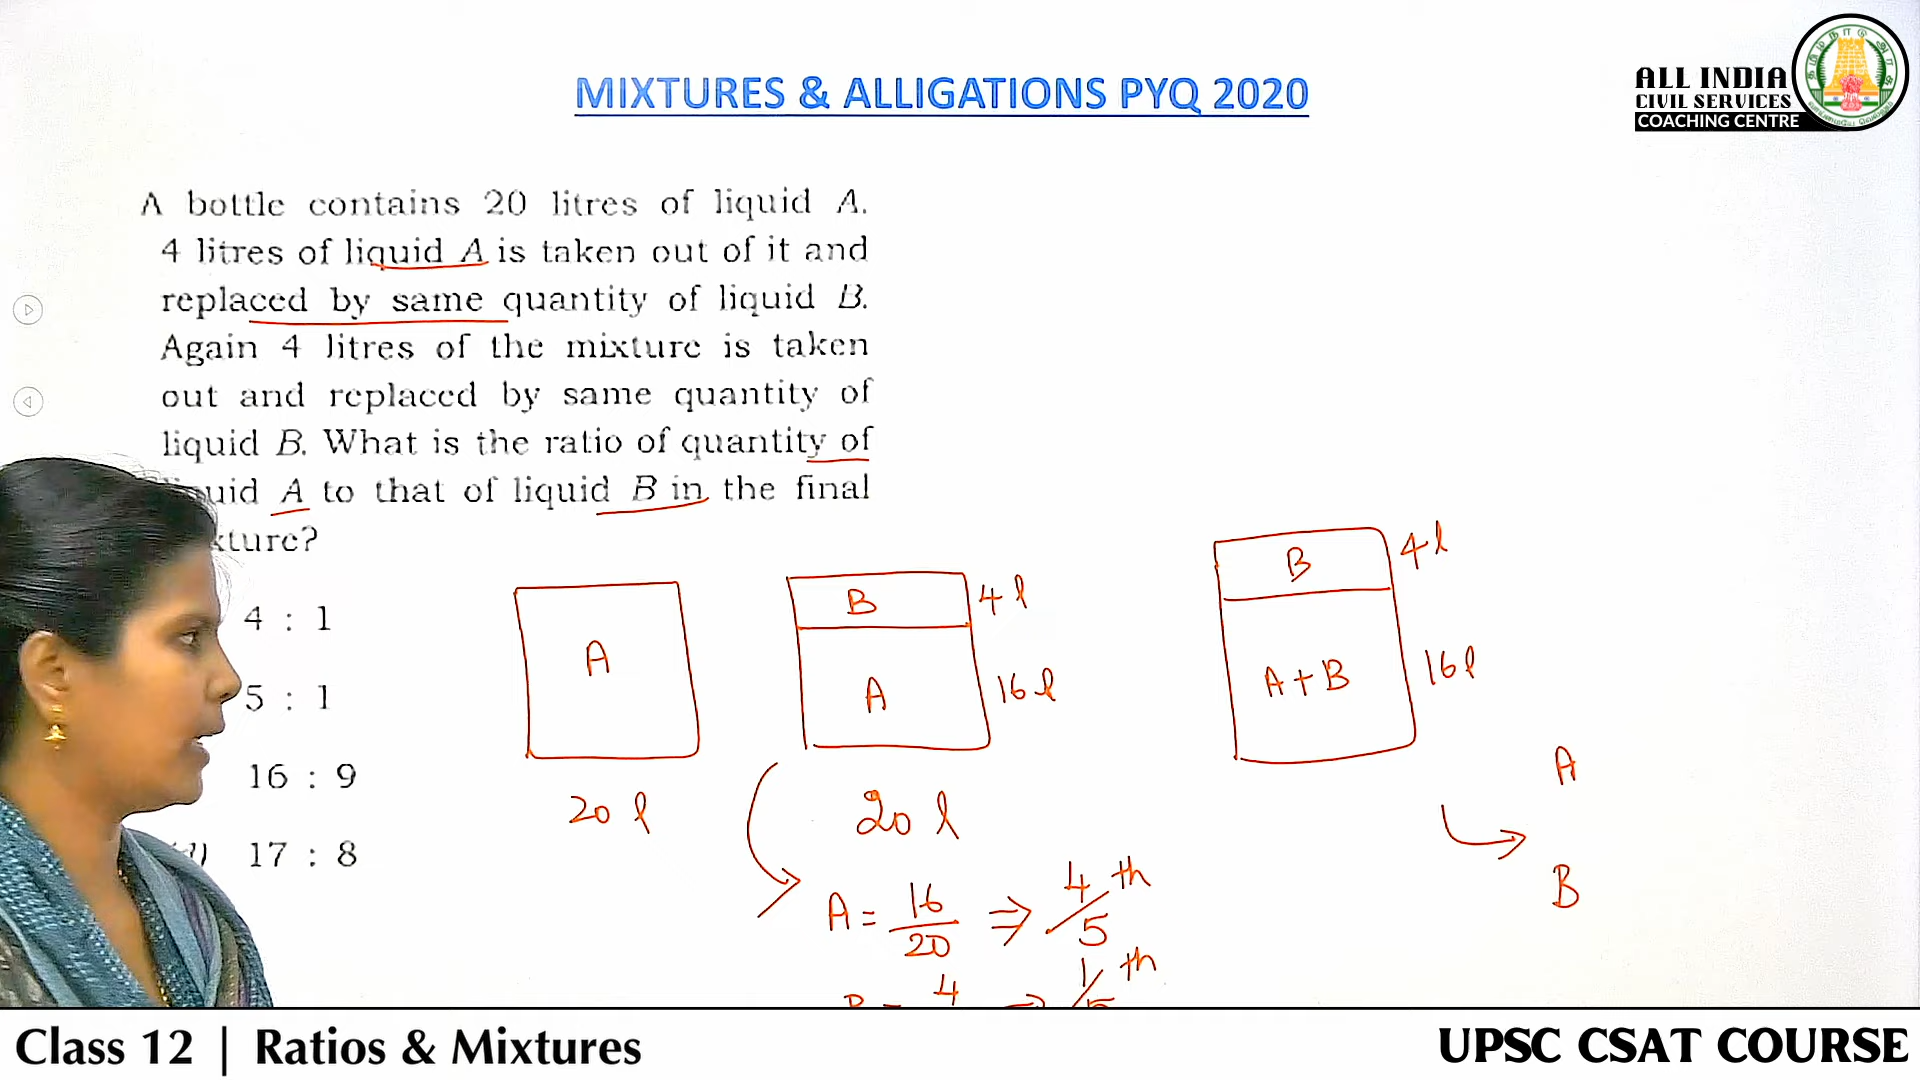 MIXTURES & ALLIGATIONS PYQ 2020
ALL INDIA
CIVIL SERVICES
COACHING CENTRE
A bottle contains 20 litres of liquid A.
4 litres of liquid A is taken out of it and
replaced by same quantity of liquid B.
Again 4 litres of the mixture is taken
out and replaced by same quantity of
liquid B. What is the ratio of quantity of
A to that of liquid B in the final
4 : 1
5 : 1
16 : 9
17 : 8
A
20 l
B
4 l
A
16 l
20 l
A = 16/20 ⇒ 4/5 th
4
1/5 th
B
4 l
A+B
16 l
A
B
Class 12 | Ratios & Mixtures
UPSC CSAT COURSE